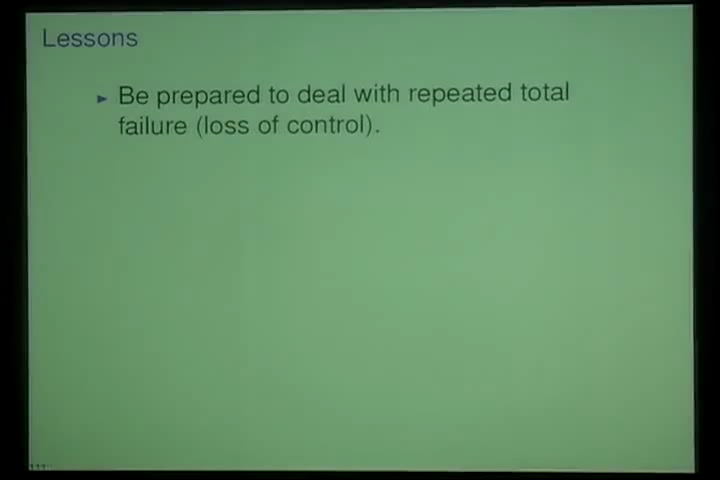 Lessons
► Be prepared to deal with repeated total
failure (loss of control).